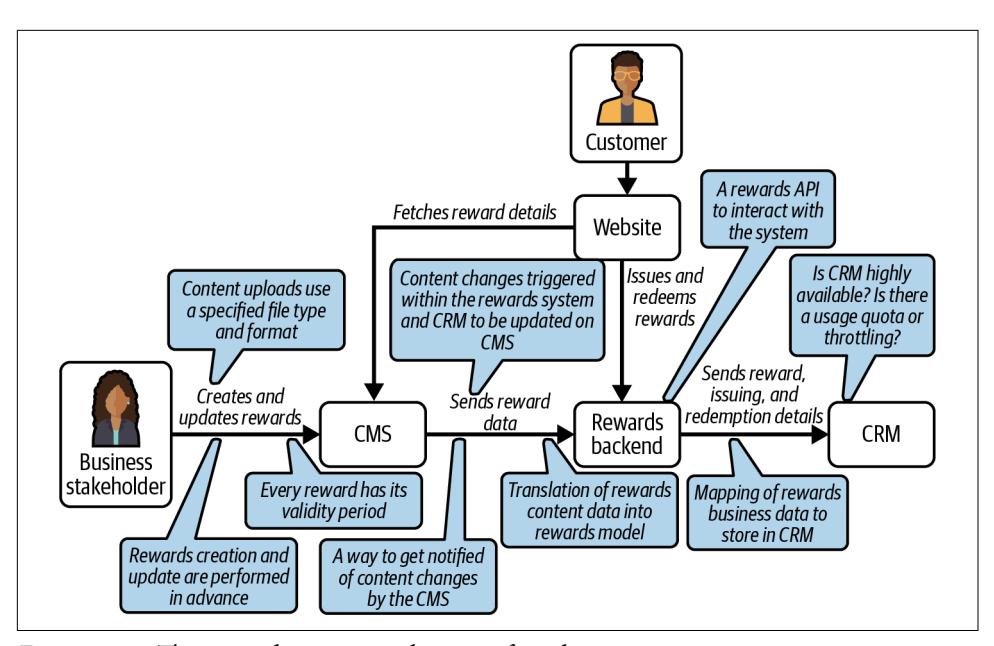 Customer
Website
A rewards API
to interact with
the system
Fetches reward details
Issues and
redeems
rewards
Is CRM highly
available? Is there
a usage quota or
throttling?
Content uploads use
a specified file type
and format
Content changes triggered
within the rewards system
and CRM to be updated on
CMS
Creates and
updates rewards
Sends reward
data
Sends reward,
issuing, and
redemption details
Business
stakeholder
CMS
Rewards
backend
CRM
Every reward has its
validity period
Translation of rewards
content data into
rewards model
Mapping of rewards
business data to
store in CRM
Rewards creation and
update are performed
in advance
A way to get notified
of content changes
by the CMS